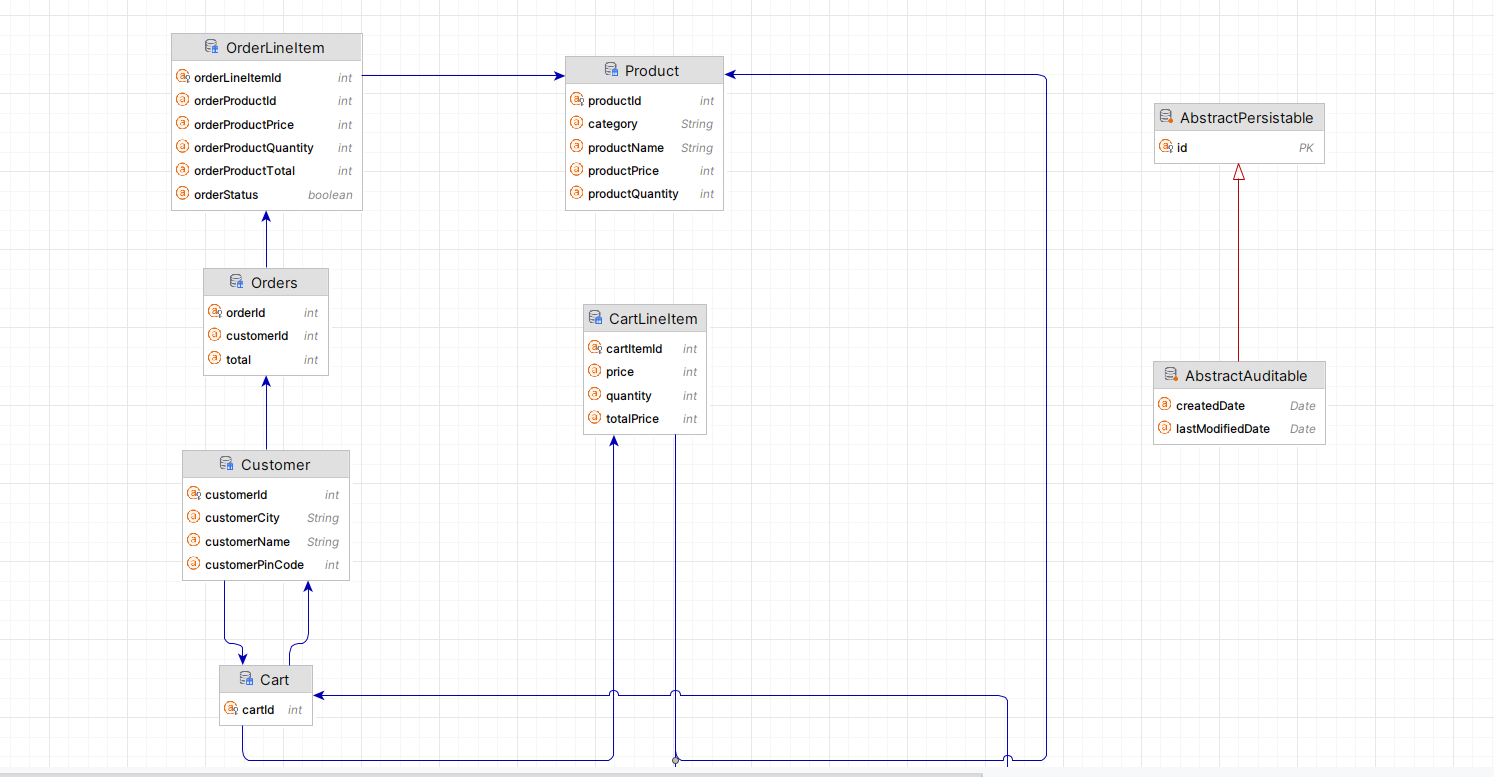 OrderLineItem
orderLineItemId int
orderProductId int
orderProductPrice int
orderProductQuantity int
orderProductTotal int
orderStatus boolean
Product
productId int
category String
productName String
productPrice int
productQuantity int
AbstractPersistable
id PK
Orders
orderId int
customerId int
total int
CartLineItem
cartItemId int
price int
quantity int
totalPrice int
AbstractAuditable
createdDate Date
lastModifiedDate Date
Customer
customerId int
customerCity String
customerName String
customerPinCode int
Cart
cartId int